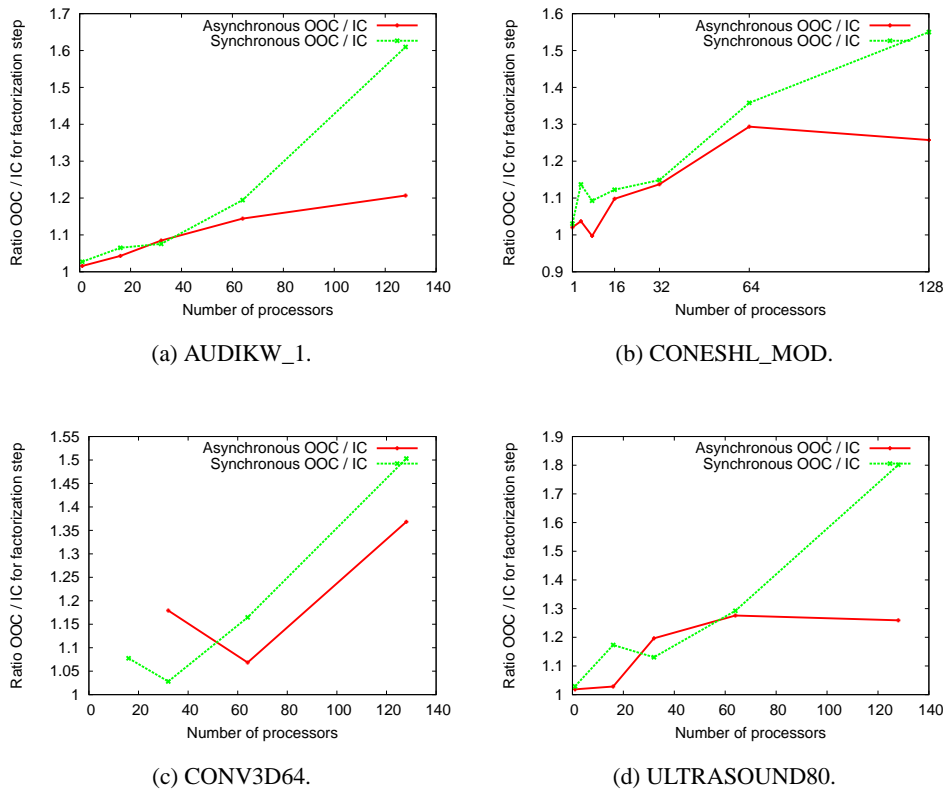 Ratio OOC / IC for factorization step
1.7
1.6
1.5
1.4
1.3
1.2
1.1
1
0 20 40 60 80 100 120 140
Number of processors
Asynchronous OOC / IC
Synchronous OOC / IC
(a) AUDIKW_1.
Ratio OOC / IC for factorization step
1.6
1.5
1.4
1.3
1.2
1.1
1
0.9
1 16 32 64 128
Number of processors
Asynchronous OOC / IC
Synchronous OOC / IC
(b) CONESHL_MOD.
Ratio OOC / IC for factorization step
1.55
1.5
1.45
1.4
1.35
1.3
1.25
1.2
1.15
1.1
1.05
1
0 20 40 60 80 100 120 140
Number of processors
Asynchronous OOC / IC
Synchronous OOC / IC
(c) CONV3D64.
Ratio OOC / IC for factorization step
1.9
1.8
1.7
1.6
1.5
1.4
1.3
1.2
1.1
1
0 20 40 60 80 100 120 140
Number of processors
Asynchronous OOC / IC
Synchronous OOC / IC
(d) ULTRASOUND80.